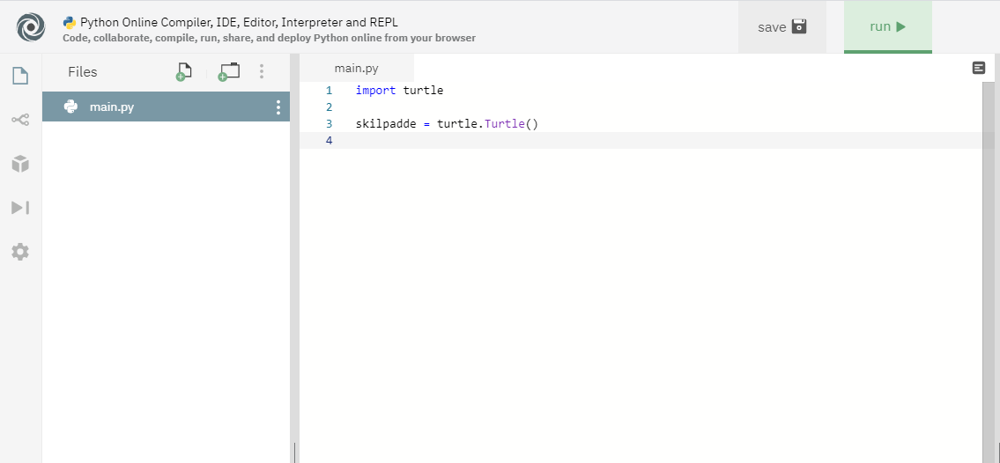 Python Online Compiler, IDE, Editor, Interpreter and REPL
Code, collaborate, compile, run, share, and deploy Python online from your browser
save
run
Files
main.py
main.py
1 import turtle
2
3 skilpadde = turtle.Turtle()
4